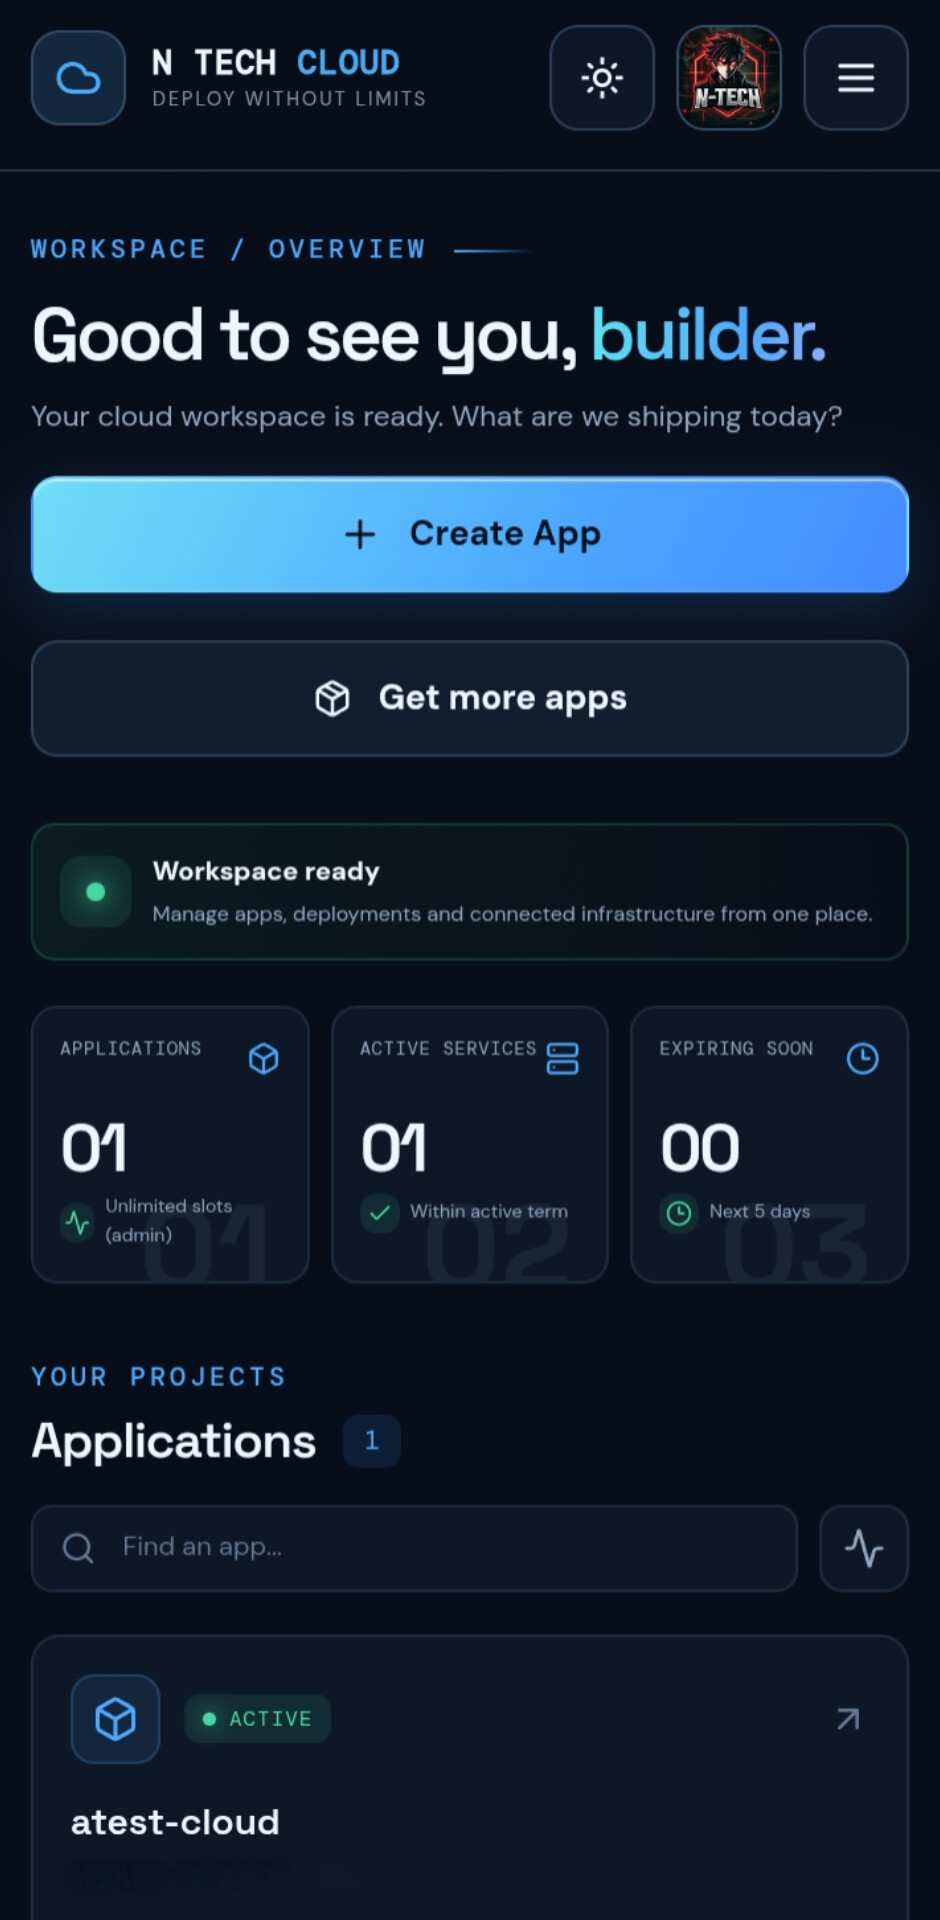 N TECH CLOUD
DEPLOY WITHOUT LIMITS
N-TECH
WORKSPACE / OVERVIEW
Good to see you, builder.
Your cloud workspace is ready. What are we shipping today?
Create App
Get more apps
Workspace ready
Manage apps, deployments and connected infrastructure from one place.
APPLICATIONS
01
Unlimited slots
(admin)
01
ACTIVE SERVICES
01
Within active term
02
EXPIRING SOON
00
Next 5 days
03
YOUR PROJECTS
Applications 1
Find an app...
ACTIVE
atest-cloud